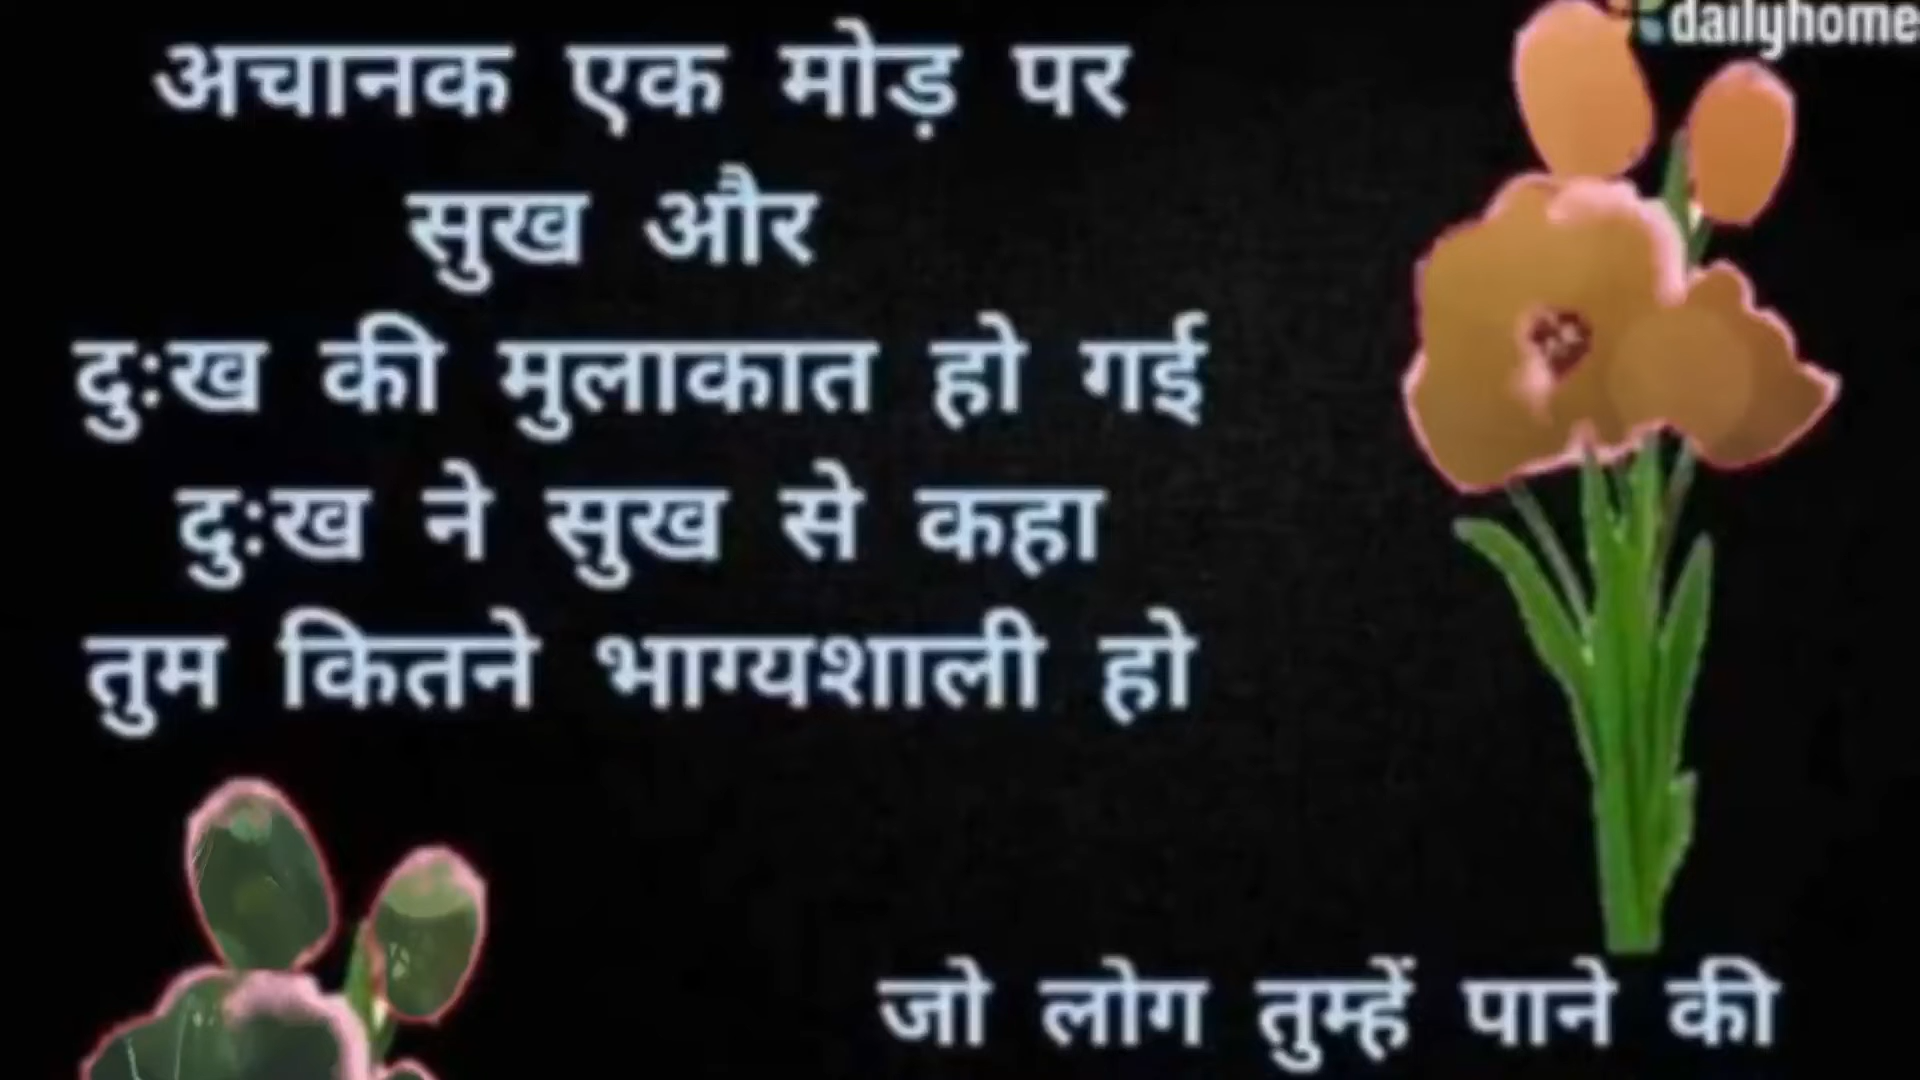 dailyhome
अचानक एक मोड़ पर
सुख और
दुःख की मुलाकात हो गई
दुःख ने सुख से कहा
तुम कितने भाग्यशाली हो
जो लोग तुम्हें पाने की